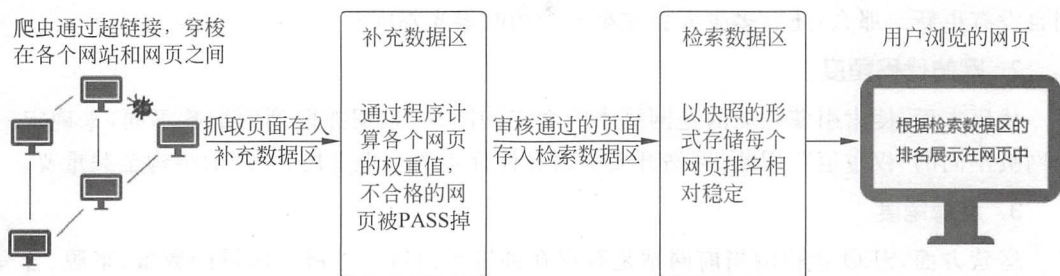 爬虫通过超链接，穿梭
在各个网站和网页之间
抓取页面存入
补充数据区
补充数据区
通过程序计
算各个网页
的权重值，
不合格的网
页被PASS掉
审核通过的页面
存入检索数据区
检索数据区
以快照的形
式存储每个
网页排名相
对稳定
用户浏览的网页
根据检索数据区的
排名展示在网页中